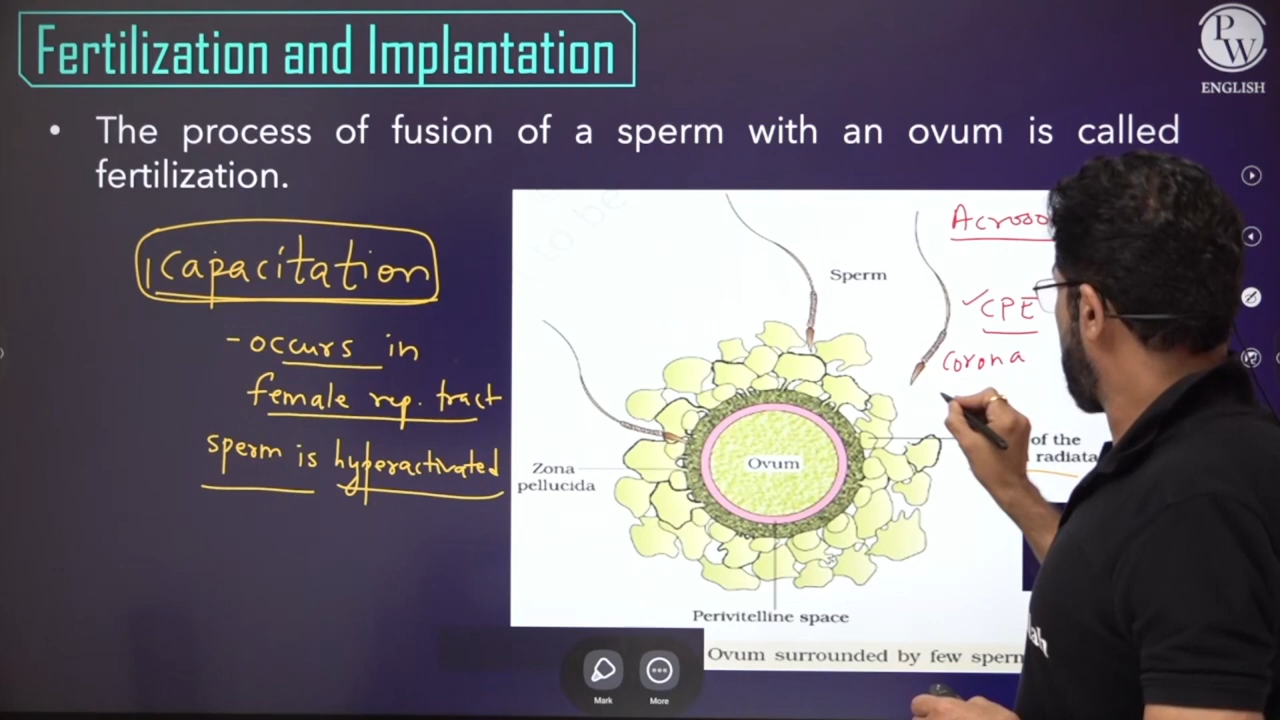 Fertilization and Implantation
PW
ENGLISH
• The process of fusion of a sperm with an ovum is called
fertilization.
Capacitation
- occurs in
female rep. tract
sperm is hyperactivated
Sperm
✓CPE
Corona
of the
radiata
Ovum
Zona
pellucida
Perivitelline space
Ovum surrounded by few sperm
Mark
More